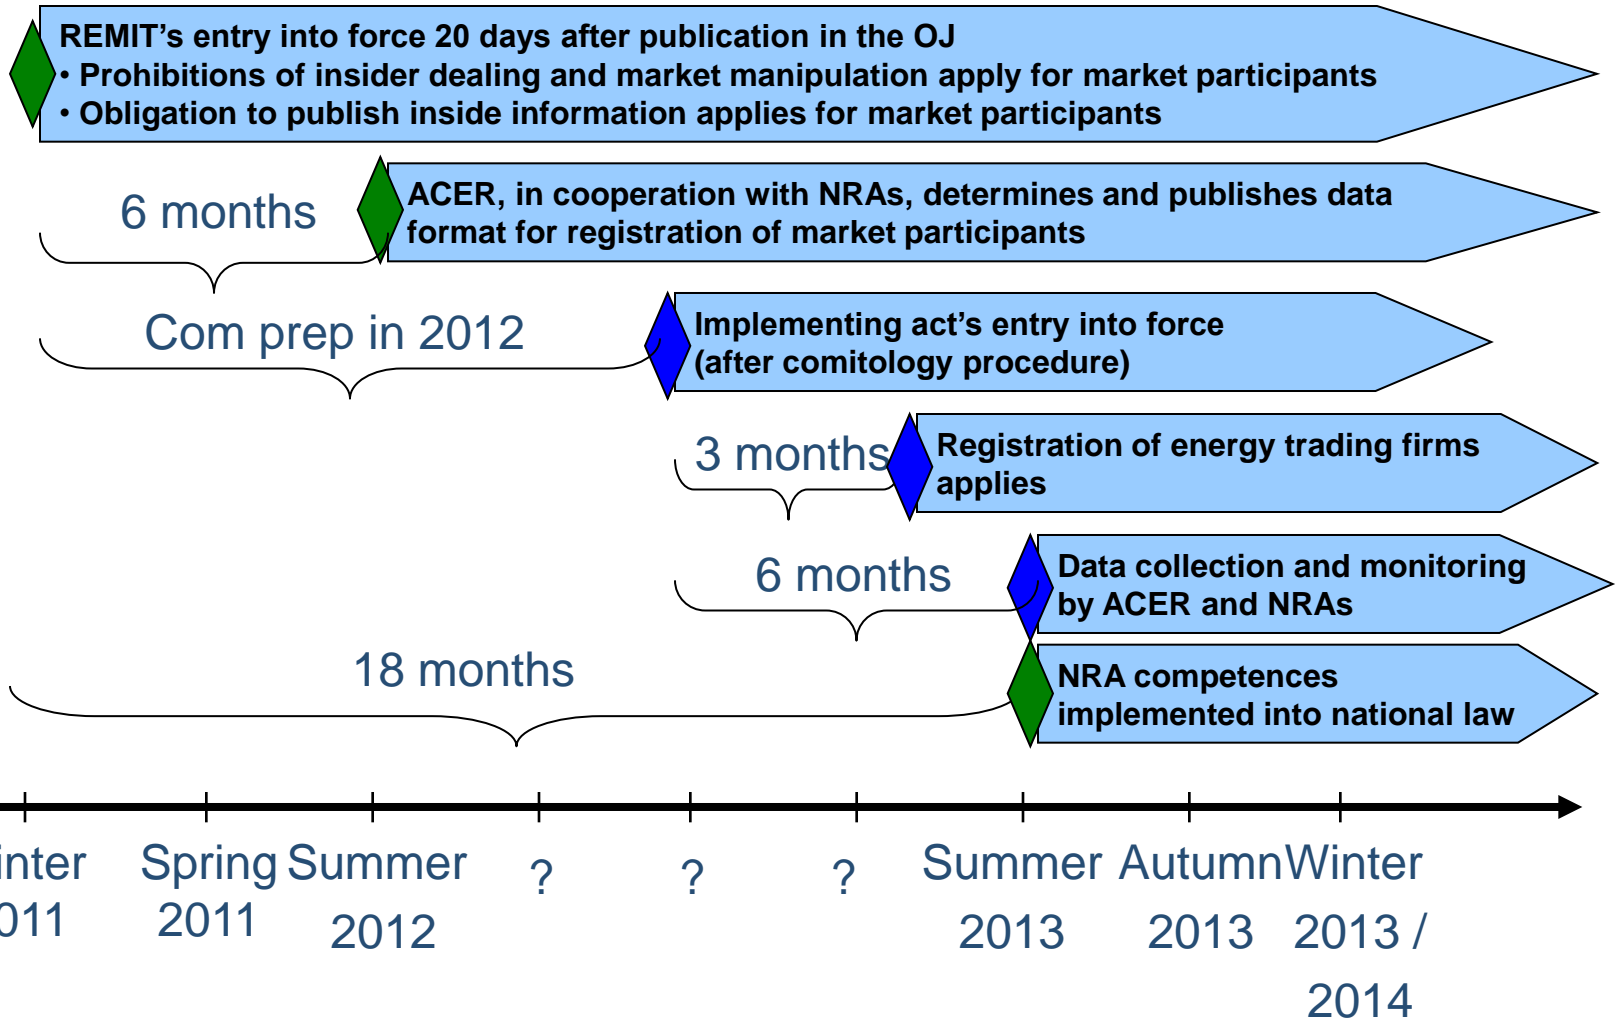 REMIT’s entry into force 20 days after publication in the OJ
• Prohibitions of insider dealing and market manipulation apply for market participants
• Obligation to publish inside information applies for market participants
6 months
ACER, in cooperation with NRAs, determines and publishes data
format for registration of market participants
Com prep in 2012
Implementing act’s entry into force
(after comitology procedure)
3 months
Registration of energy trading firms
applies
6 months
Data collection and monitoring
by ACER and NRAs
18 months
NRA competences
implemented into national law
inter
011
Spring
2011
Summer
2012
?
?
?
Summer
2013
Autumn
2013
Winter
2013 /
2014